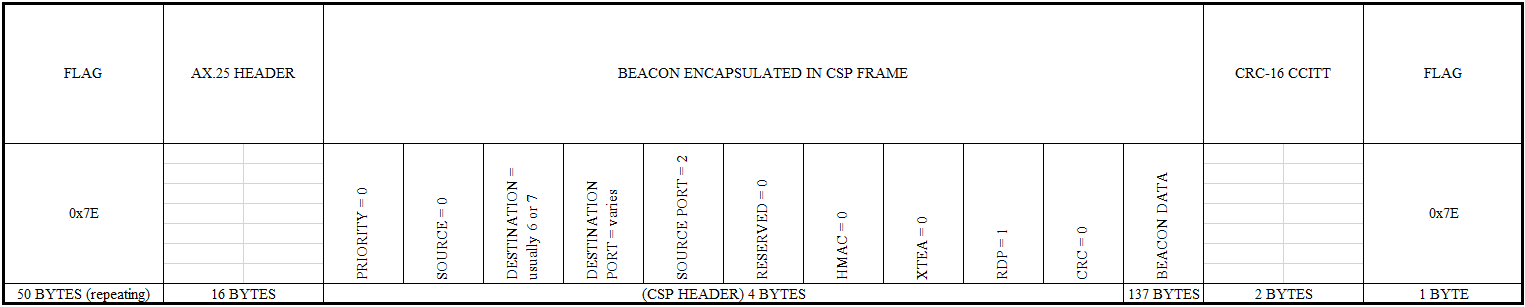 FLAG
AX.25 HEADER
BEACON ENCAPSULATED IN CSP FRAME
CRC-16 CCITT
FLAG
0x7E
PRIORITY = 0
SOURCE = 0
DESTINATION =
usually 6 or 7
DESTINATION
PORT = varies
SOURCE PORT = 2
RESERVED = 0
HMAC = 0
XTEA = 0
RDP = 1
CRC = 0
BEACON DATA
0x7E
50 BYTES (repeating)
16 BYTES
(CSP HEADER) 4 BYTES
137 BYTES
2 BYTES
1 BYTE